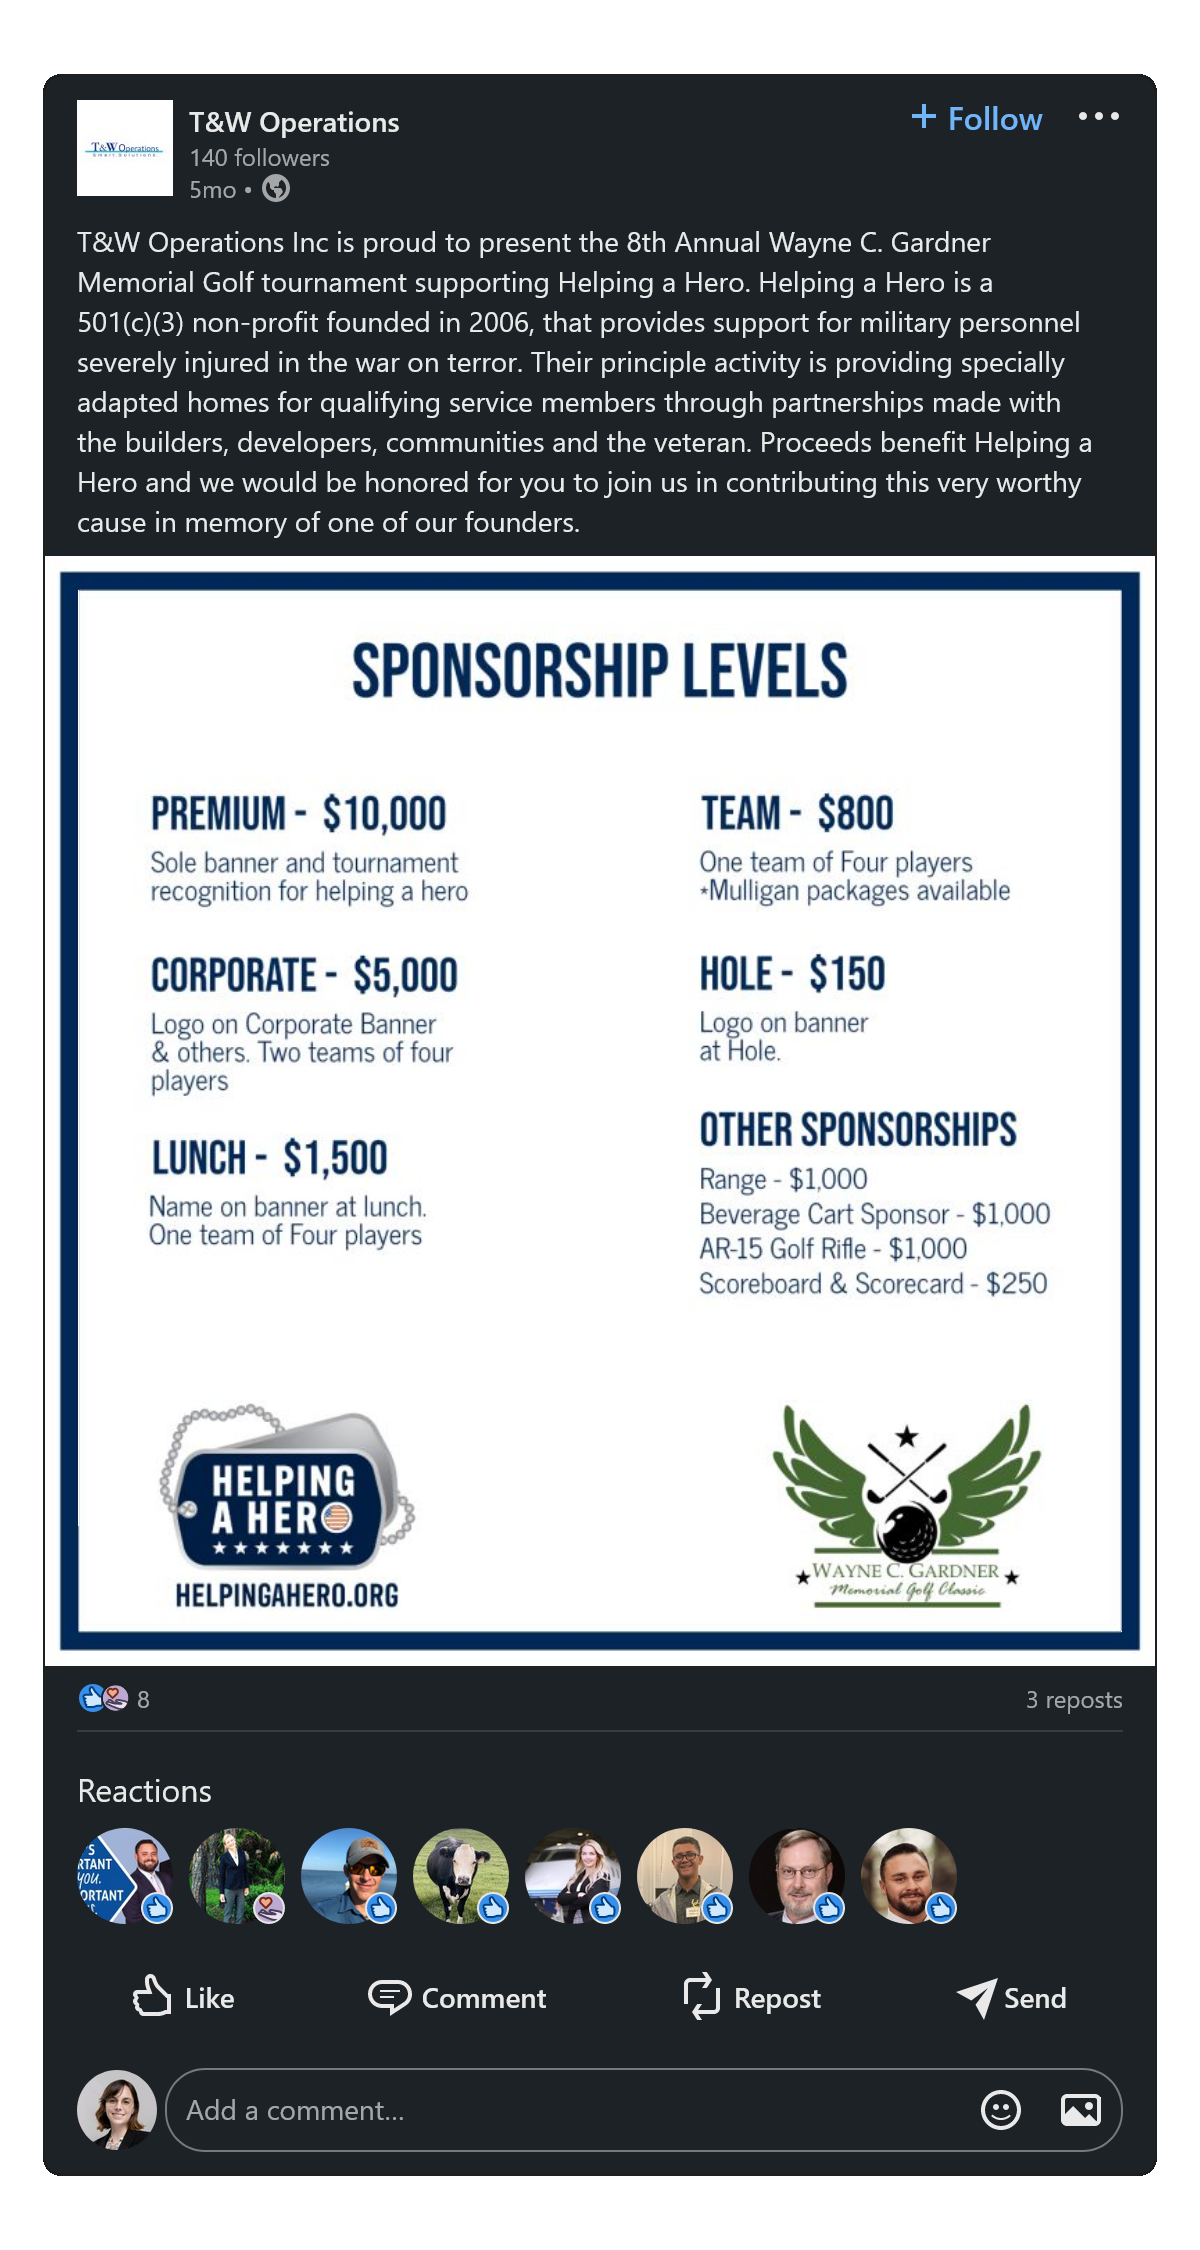 T&W Operations
Smart Solutions
T&W Operations
140 followers
5mo •
+ Follow
T&W Operations Inc is proud to present the 8th Annual Wayne C. Gardner
Memorial Golf tournament supporting Helping a Hero. Helping a Hero is a
501(c)(3) non-profit founded in 2006, that provides support for military personnel
severely injured in the war on terror. Their principle activity is providing specially
adapted homes for qualifying service members through partnerships made with
the builders, developers, communities and the veteran. Proceeds benefit Helping a
Hero and we would be honored for you to join us in contributing this very worthy
cause in memory of one of our founders.
SPONSORSHIP LEVELS
PREMIUM - $10,000
Sole banner and tournament
recognition for helping a hero
CORPORATE - $5,000
Logo on Corporate Banner
& others. Two teams of four
players
LUNCH - $1,500
Name on banner at lunch.
One team of Four players
TEAM - $800
One team of Four players
*Mulligan packages available
HOLE - $150
Logo on banner
at Hole.
OTHER SPONSORSHIPS
Range - $1,000
Beverage Cart Sponsor - $1,000
AR-15 Golf Rifle - $1,000
Scoreboard & Scorecard - $250
HELPING
A HERO
HELPINGAHERO.ORG
WAYNE C. GARDNER
Memorial Golf Classic
8
3 reposts
Reactions
S
RTANT
YOU.
ORTANT
Like
Comment
Repost
Send
Add a comment...